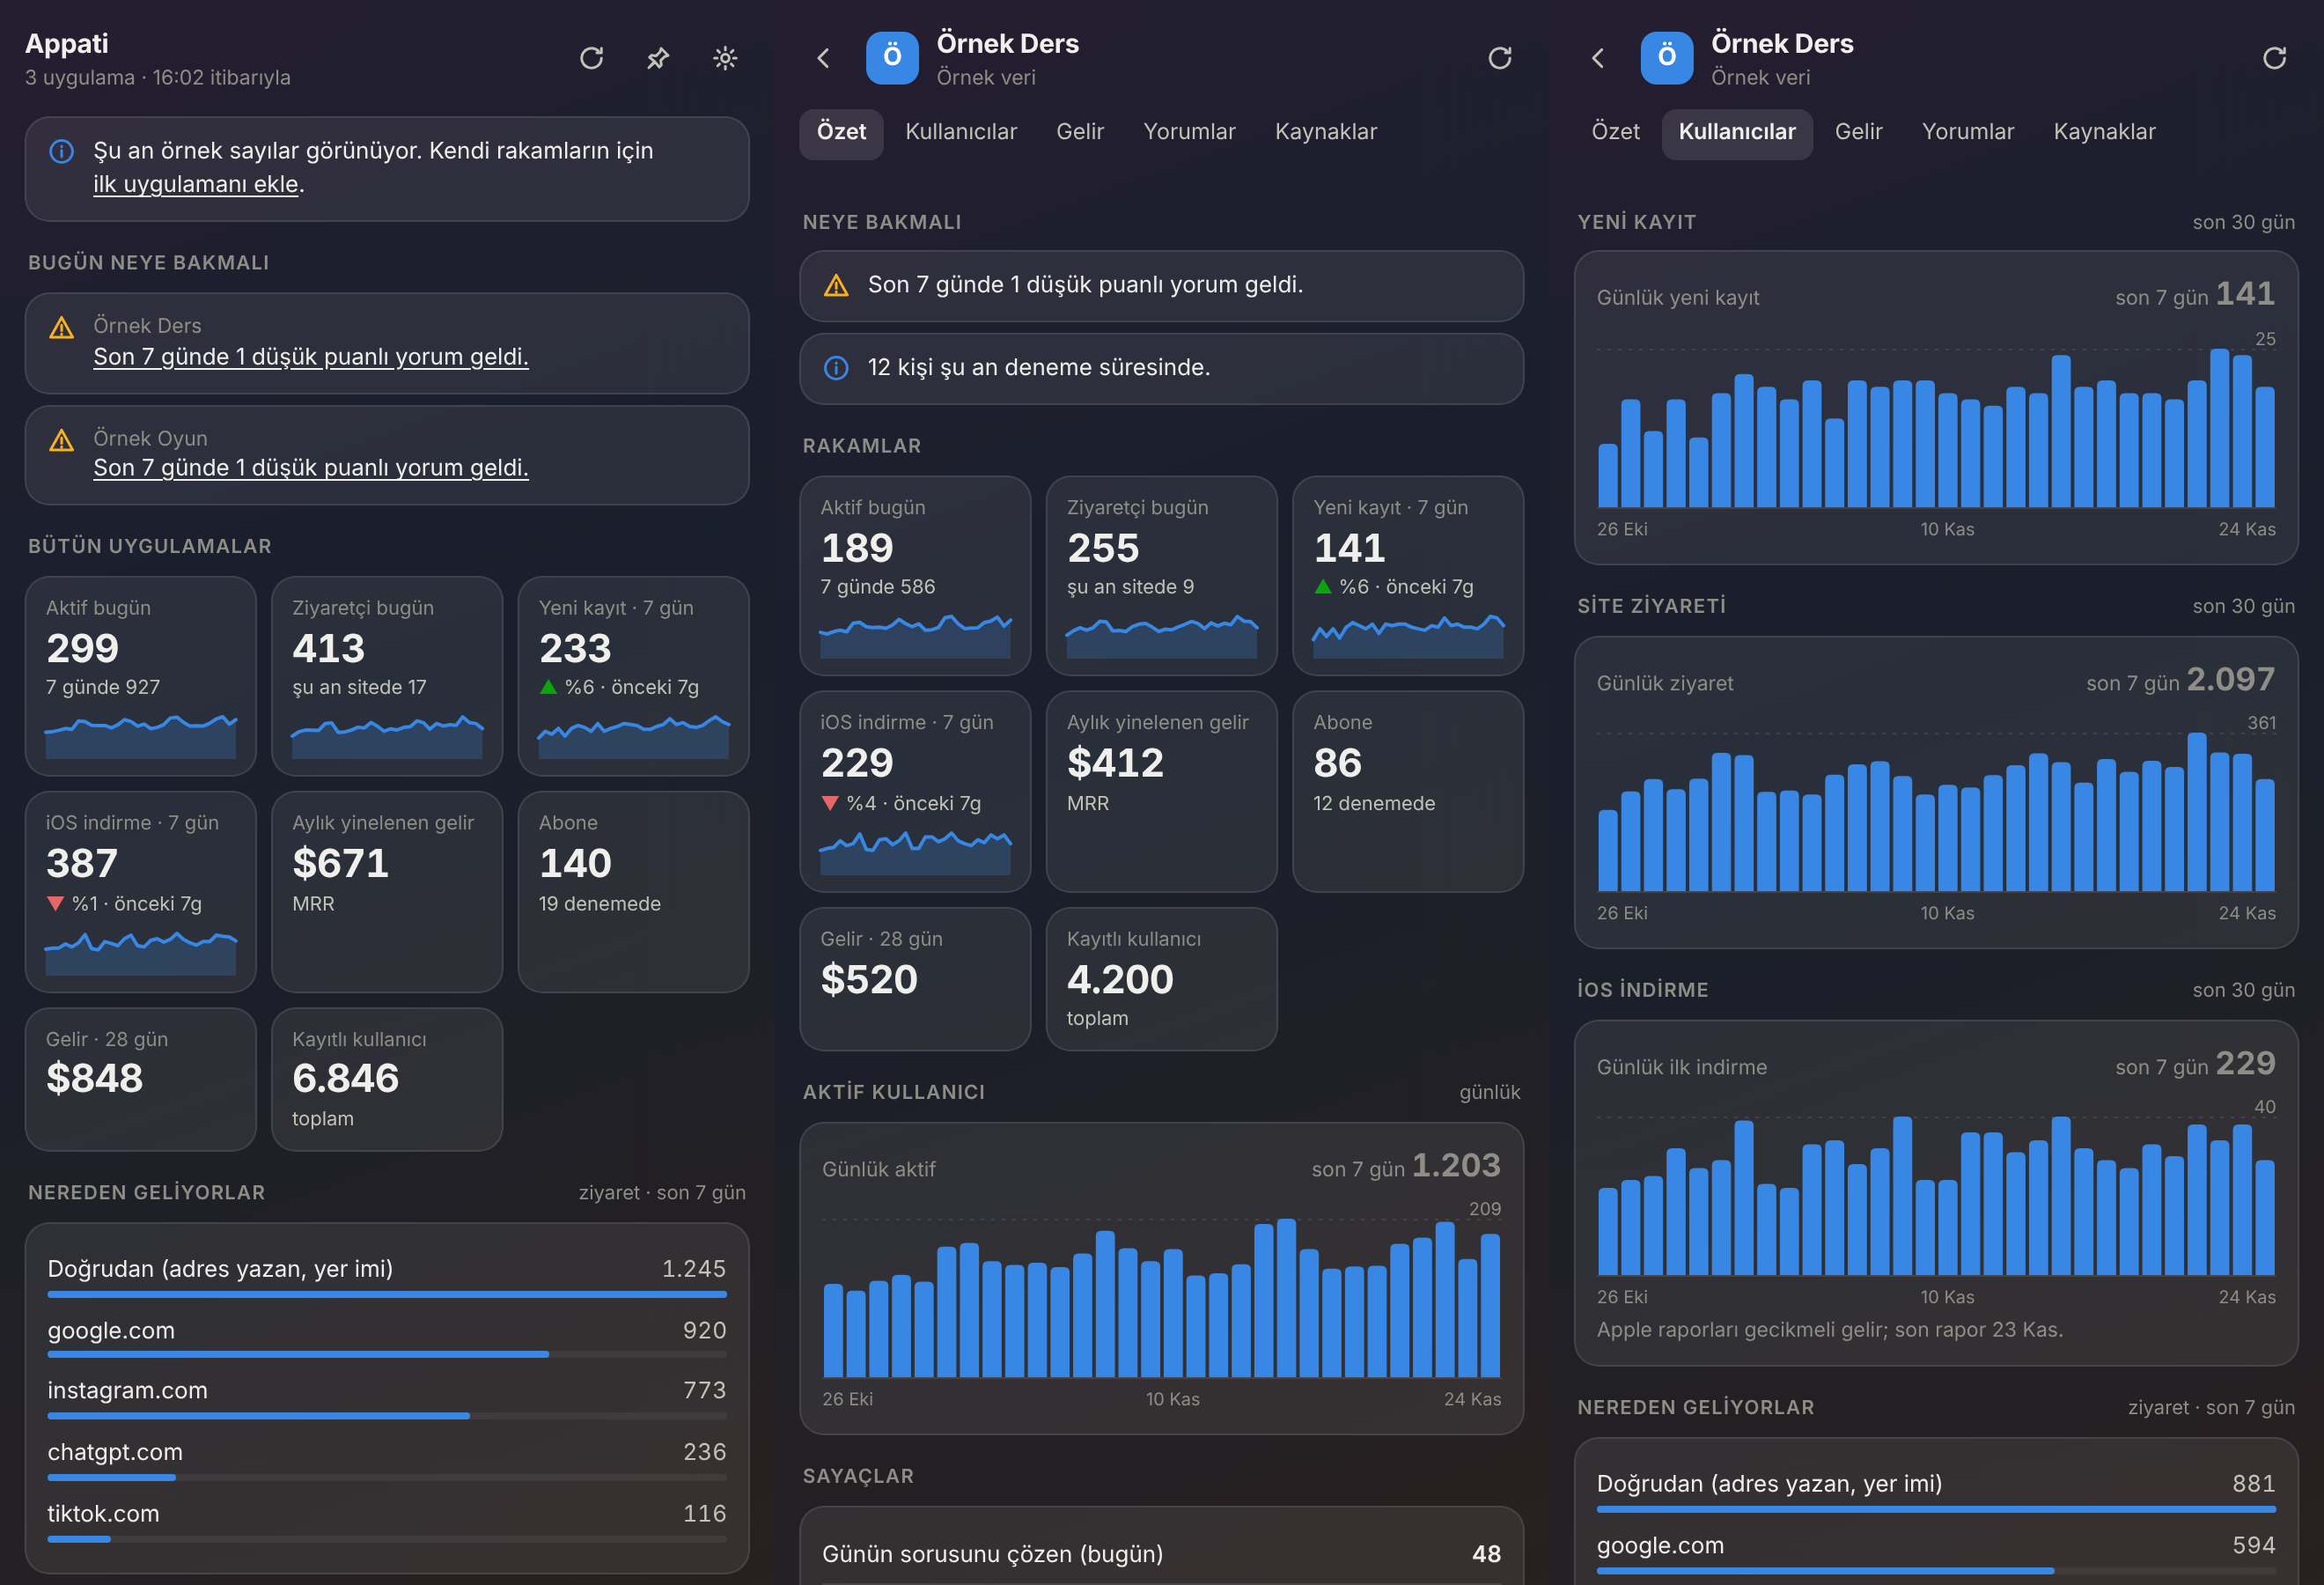 Appati
3 uygulama · 16:02 itibarıyla
Şu an örnek sayılar görünüyor. Kendi rakamların için
ilk uygulamanı ekle.
BUGÜN NEYE BAKMALI
Örnek Ders
Son 7 günde 1 düşük puanlı yorum geldi.
Örnek Oyun
Son 7 günde 1 düşük puanlı yorum geldi.
BÜTÜN UYGULAMALAR
Aktif bugün
299
7 günde 927
Ziyaretçi bugün
413
şu an sitede 17
Yeni kayıt · 7 gün
233
▲ %6 · önceki 7g
iOS indirme · 7 gün
387
▼ %1 · önceki 7g
Aylık yinelenen gelir
$671
MRR
Abone
140
19 denemede
Gelir · 28 gün
$848
Kayıtlı kullanıcı
6.846
toplam
NEREDEN GELİYORLAR ziyaret · son 7 gün
Doğrudan (adres yazan, yer imi) 1.245
google.com 920
instagram.com 773
chatgpt.com 236
tiktok.com 116
Ö
Örnek Ders
Örnek veri
Özet Kullanıcılar Gelir Yorumlar Kaynaklar
NEYE BAKMALI
Son 7 günde 1 düşük puanlı yorum geldi.
12 kişi şu an deneme süresinde.
RAKAMLAR
Aktif bugün
189
7 günde 586
Ziyaretçi bugün
255
şu an sitede 9
Yeni kayıt · 7 gün
141
▲ %6 · önceki 7g
iOS indirme · 7 gün
229
▼ %4 · önceki 7g
Aylık yinelenen gelir
$412
MRR
Abone
86
12 denemede
Gelir · 28 gün
$520
Kayıtlı kullanıcı
4.200
toplam
AKTİF KULLANICI günlük
Günlük aktif son 7 gün 1.203
209
26 Eki 10 Kas 24 Kas
SAYAÇLAR
Günün sorusunu çözen (bugün) 48
Ö
Örnek Ders
Örnek veri
Özet Kullanıcılar Gelir Yorumlar Kaynaklar
YENİ KAYIT son 30 gün
Günlük yeni kayıt son 7 gün 141
25
26 Eki 10 Kas 24 Kas
SİTE ZİYARETİ son 30 gün
Günlük ziyaret son 7 gün 2.097
361
26 Eki 10 Kas 24 Kas
İOS İNDİRME son 30 gün
Günlük ilk indirme son 7 gün 229
40
26 Eki 10 Kas 24 Kas
Apple raporları gecikmeli gelir; son rapor 23 Kas.
NEREDEN GELİYORLAR ziyaret · son 7 gün
Doğrudan (adres yazan, yer imi) 881
google.com 594